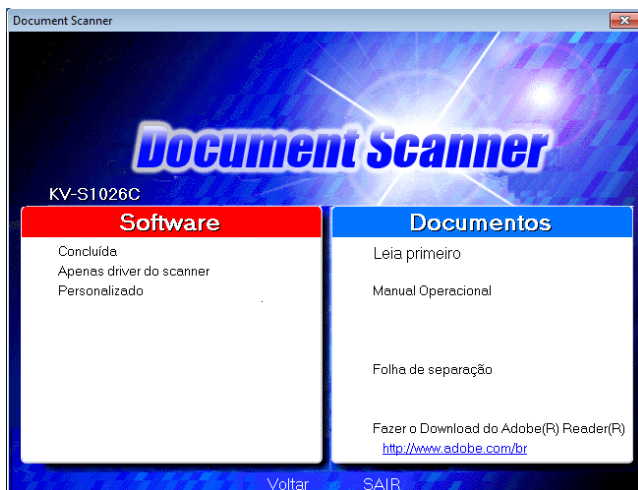 Document Scanner
Document Scanner
KV-S1026C
Software
Concluída
Apenas driver do scanner
Personalizado
Documentos
Leia primeiro
Manual Operacional
Folha de separação
Fazer o Download do Adobe(R) Reader(R)
http://www.adobe.com/br
Voltar
SAIR